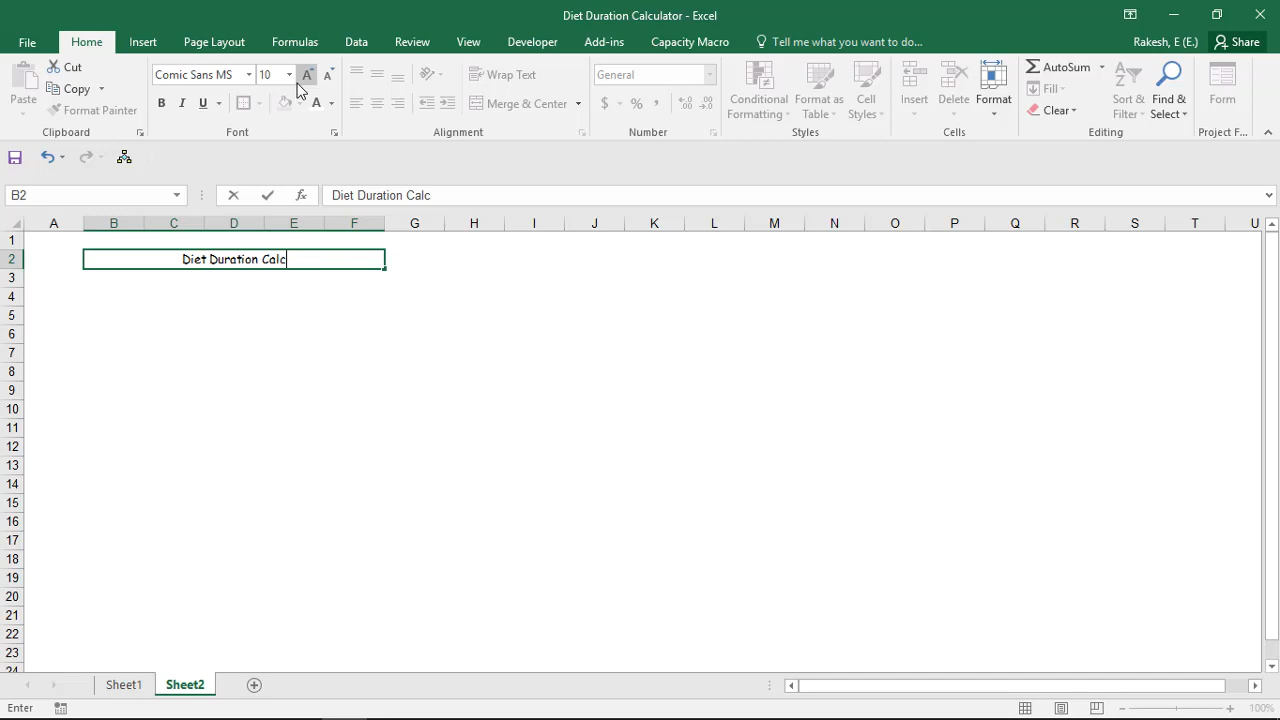 Diet Duration Calculator - Excel
File Home Insert Page Layout Formulas Data Review View Developer Add-ins Capacity Macro Tell me what you want to do... Rakesh, E (E.) Share
Paste
Cut
Copy
Format Painter
Clipboard
Comic Sans MS 10
B I U A
Font
Wrap Text
Merge & Center
Alignment
General
$ % ,
Number
Conditional Formatting
Format as Table
Cell Styles
Styles
Insert Delete Format
Cells
AutoSum
Fill
Clear
Sort & Filter
Find & Select
Editing
Form
Project F...
B2 fx Diet Duration Calc
A B C D E F G H I J K L M N O P Q R S T U
1
2 Diet Duration Calc
3
4
5
6
7
8
9
10
11
12
13
14
15
16
17
18
19
20
21
22
23
24
Sheet1 Sheet2
Enter 100%